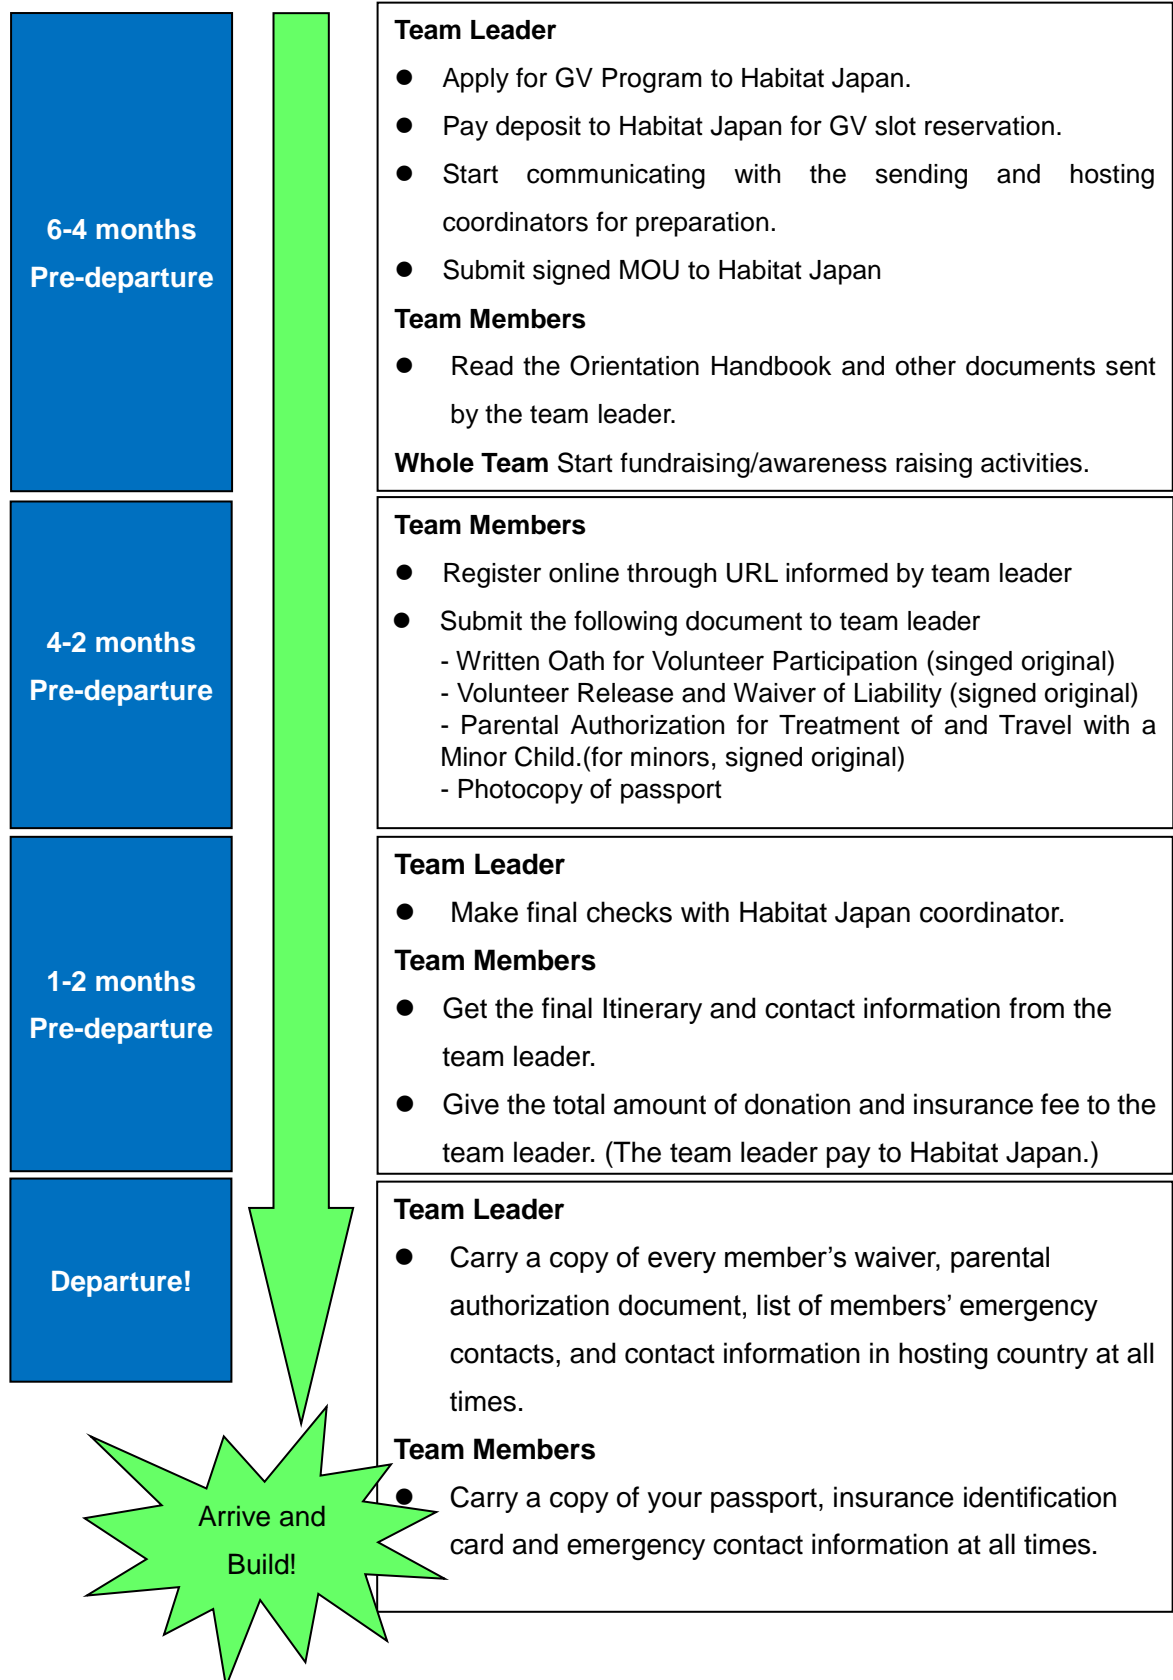 6-4 months
Pre-departure
Team Leader
● Apply for GV Program to Habitat Japan.
● Pay deposit to Habitat Japan for GV slot reservation.
● Start communicating with the sending and hosting
coordinators for preparation.
● Submit signed MOU to Habitat Japan
Team Members
● Read the Orientation Handbook and other documents sent
by the team leader.
Whole Team Start fundraising/awareness raising activities.
4-2 months
Pre-departure
Team Members
● Register online through URL informed by team leader
● Submit the following document to team leader
- Written Oath for Volunteer Participation (singed original)
- Volunteer Release and Waiver of Liability (signed original)
- Parental Authorization for Treatment of and Travel with a
Minor Child.(for minors, signed original)
- Photocopy of passport
1-2 months
Pre-departure
Team Leader
● Make final checks with Habitat Japan coordinator.
Team Members
● Get the final Itinerary and contact information from the
team leader.
● Give the total amount of donation and insurance fee to the
team leader. (The team leader pay to Habitat Japan.)
Departure!
Team Leader
● Carry a copy of every member’s waiver, parental
authorization document, list of members’ emergency
contacts, and contact information in hosting country at all
times.
Team Members
● Carry a copy of your passport, insurance identification
card and emergency contact information at all times.
Arrive and
Build!